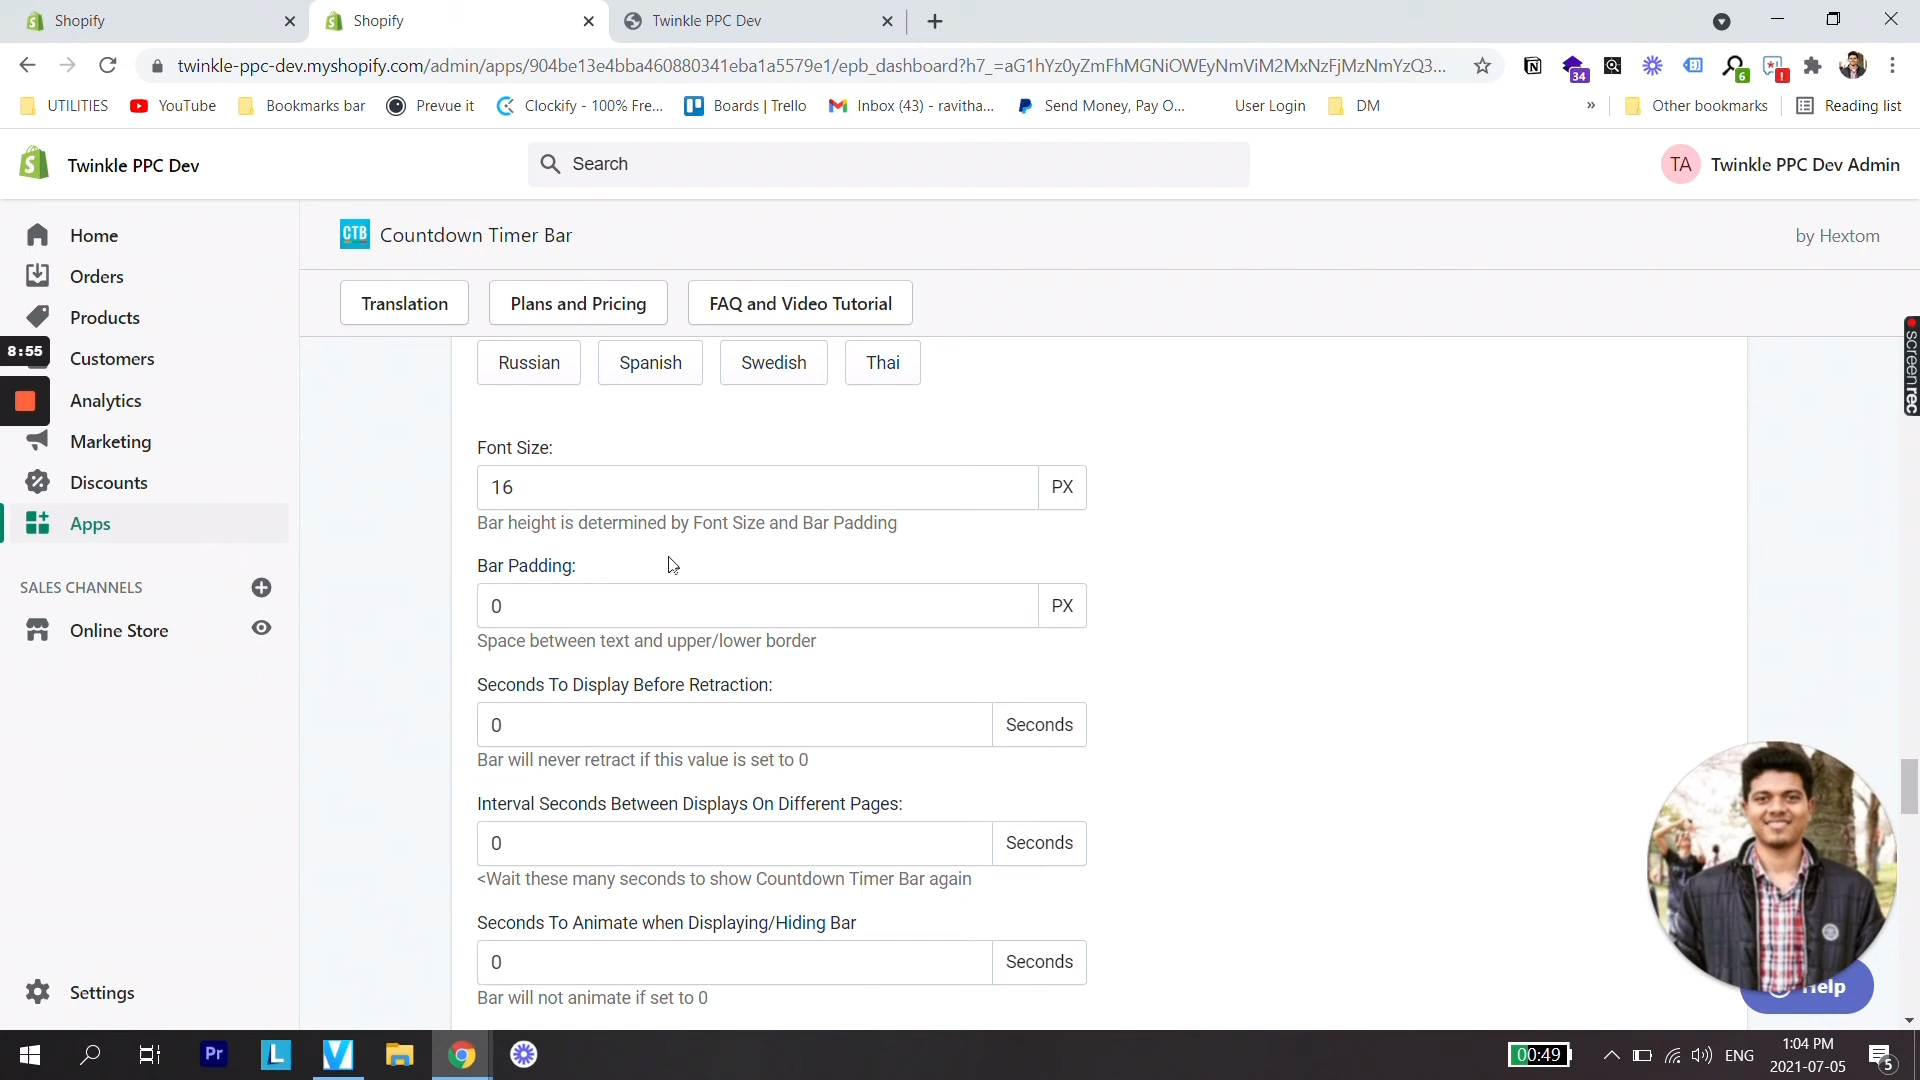 Shopify
Shopify
Twinkle PPC Dev
twinkle-ppc-dev.myshopify.com/admin/apps/904be13e4bba460880341eba1a5579e1/epb_dashboard?h7_=aG1hYz0yZmFhMGNiOWEyNmViM2MxNzFjMzNmYzQ3...
34
6
UTILITIES
YouTube
Bookmarks bar
Prevue it
Clockify - 100% Fre...
Boards | Trello
Inbox (43) - ravitha...
Send Money, Pay O...
User Login
DM
»
Other bookmarks
Reading list
Twinkle PPC Dev
Search
TA
Twinkle PPC Dev Admin
Home
Orders
Products
Customers
Analytics
Marketing
Discounts
Apps
SALES CHANNELS
Online Store
Settings
8:55
CTB
Countdown Timer Bar
by Hextom
Translation
Plans and Pricing
FAQ and Video Tutorial
Russian
Spanish
Swedish
Thai
Font Size:
16
PX
Bar height is determined by Font Size and Bar Padding
Bar Padding:
0
PX
Space between text and upper/lower border
Seconds To Display Before Retraction:
0
Seconds
Bar will never retract if this value is set to 0
Interval Seconds Between Displays On Different Pages:
0
Seconds
<Wait these many seconds to show Countdown Timer Bar again
Seconds To Animate when Displaying/Hiding Bar
0
Seconds
Bar will not animate if set to 0
screenrec
Help
Pr
L
00:49
ENG
1:04 PM
2021-07-05
5